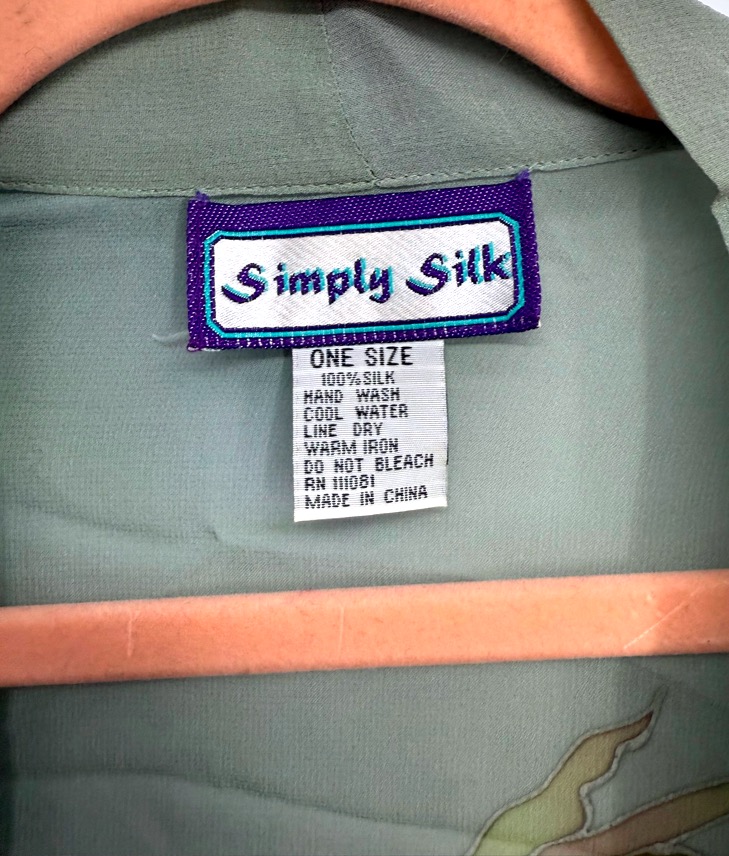 Simply Silk
ONE SIZE
100% SILK
HAND WASH
COOL WATER
LINE DRY
WARM IRON
DO NOT BLEACH
RN 111081
MADE IN CHINA